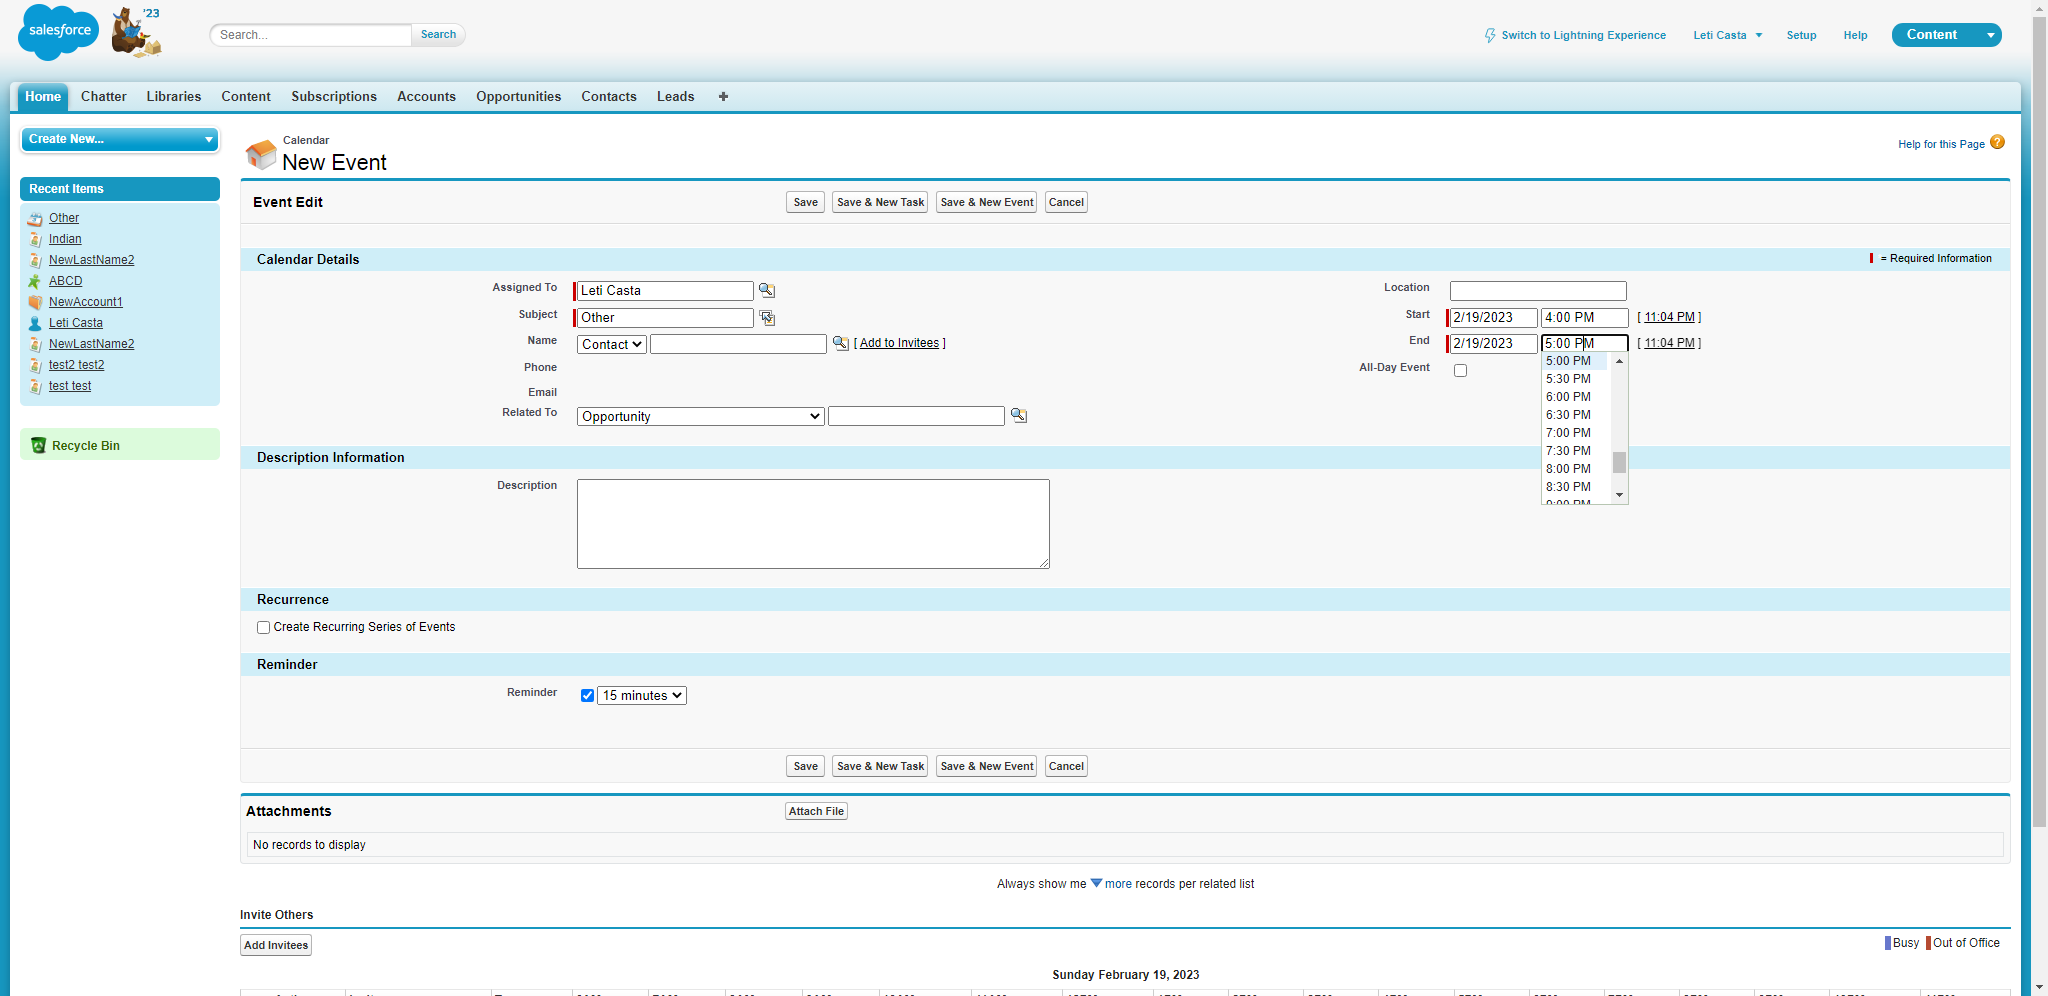 salesforce
'23
Search...
Search
Switch to Lightning Experience
Leti Casta
Setup
Help
Content
Home
Chatter
Libraries
Content
Subscriptions
Accounts
Opportunities
Contacts
Leads
+
Create New...
Recent Items
Other
Indian
NewLastName2
ABCD
NewAccount1
Leti Casta
NewLastName2
test2 test2
test test
Recycle Bin
Calendar
New Event
Help for this Page ?
Event Edit
Save
Save & New Task
Save & New Event
Cancel
Calendar Details
= Required Information
Assigned To
Leti Casta
Subject
Other
Name
Contact
[ Add to Invitees ]
Phone
Email
Related To
Opportunity
Location
Start
2/19/2023
4:00 PM
[ 11:04 PM ]
End
2/19/2023
5:00 PM
[ 11:04 PM ]
All-Day Event
5:00 PM
5:30 PM
6:00 PM
6:30 PM
7:00 PM
7:30 PM
8:00 PM
8:30 PM
9:00 PM
Description Information
Description
Recurrence
Create Recurring Series of Events
Reminder
Reminder
15 minutes
Save
Save & New Task
Save & New Event
Cancel
Attachments
Attach File
No records to display
Always show me more records per related list
Invite Others
Add Invitees
Busy
Out of Office
Sunday February 19, 2023